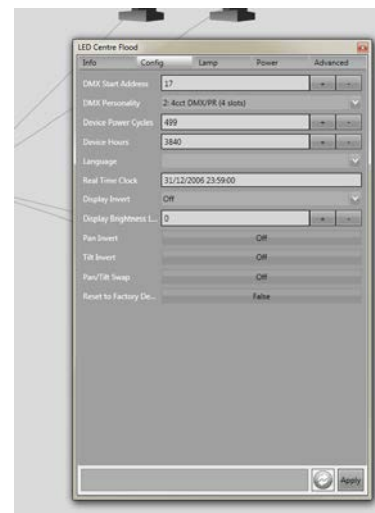 LED Centre Flood
Info Config Lamp Power Advanced
DMX Start Address 17 + -
DMX Personality 2: 4cct DMX/PR (4 slots)
Device Power Cycles 499 + -
Device Hours 3840 + -
Language
Real Time Clock 31/12/2006 23:59:00
Display Invert Off
Display Brightness L... 0 + -
Pan Invert Off
Tilt Invert Off
Pan/Tilt Swap Off
Reset to Factory De... False
Apply